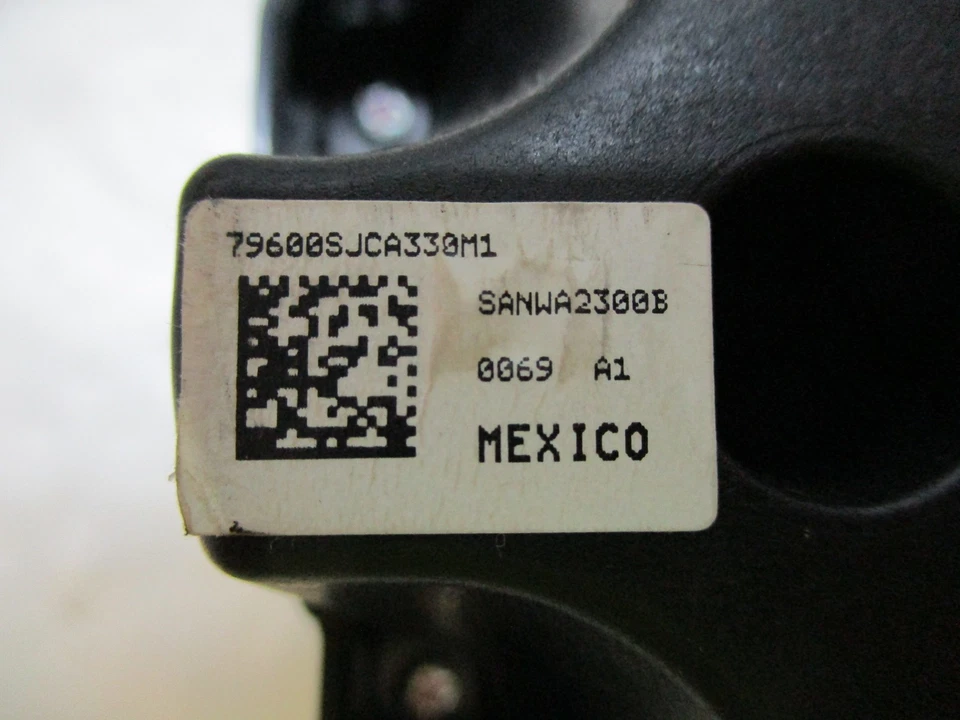 79600SJCA330M1
SANWA2300B
0069 A1
MEXICO